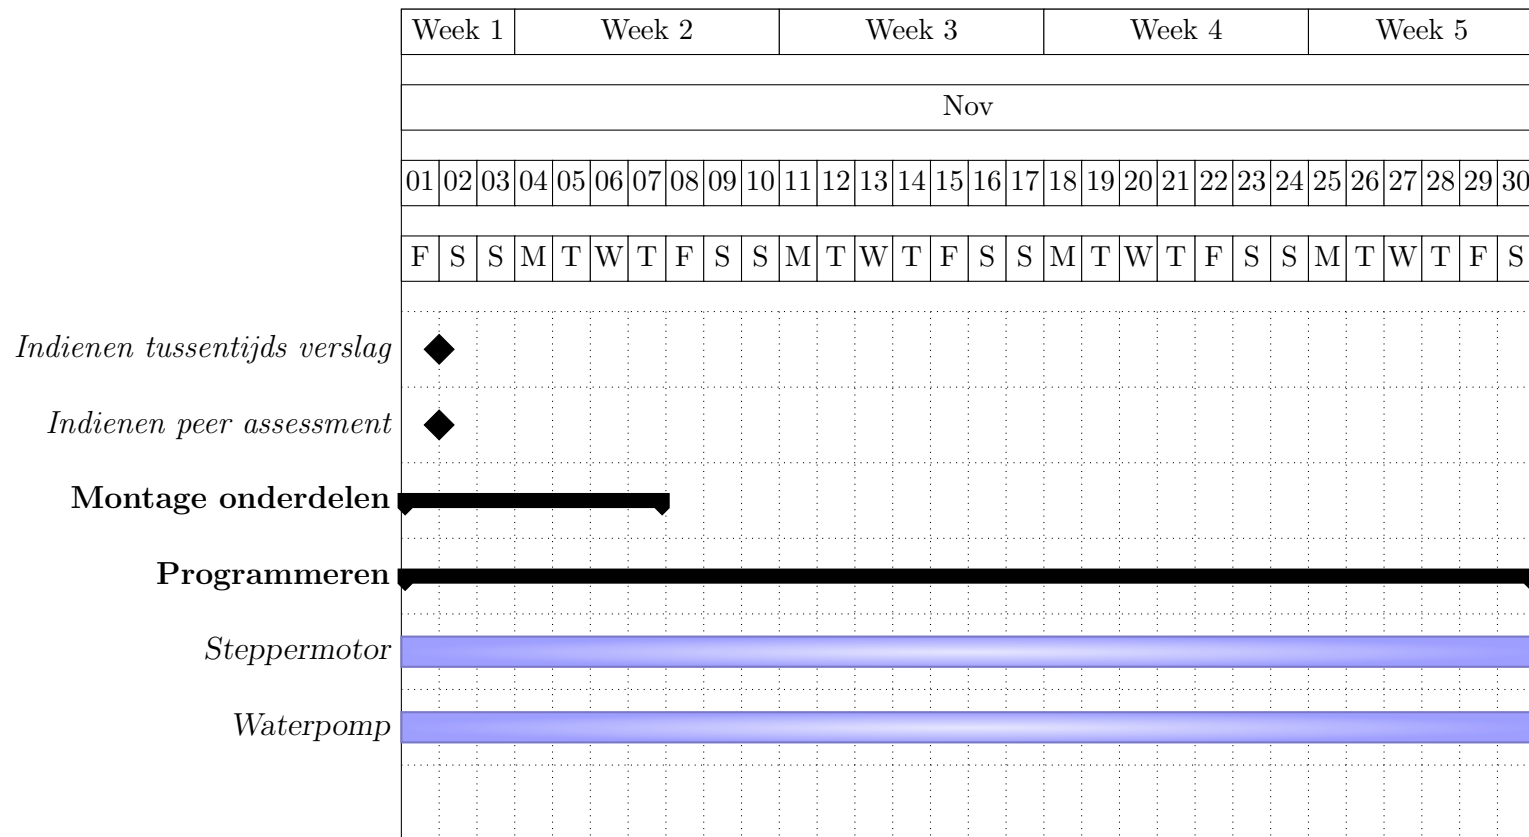 Week 1 Week 2 Week 3 Week 4 Week 5
Nov
01 02 03 04 05 06 07 08 09 10 11 12 13 14 15 16 17 18 19 20 21 22 23 24 25 26 27 28 29 30
F S S M T W T F S S M T W T F S S M T W T F S S M T W T F S
Indienen tussentijds verslag
Indienen peer assessment
Montage onderdelen
Programmeren
Steppermotor
Waterpomp